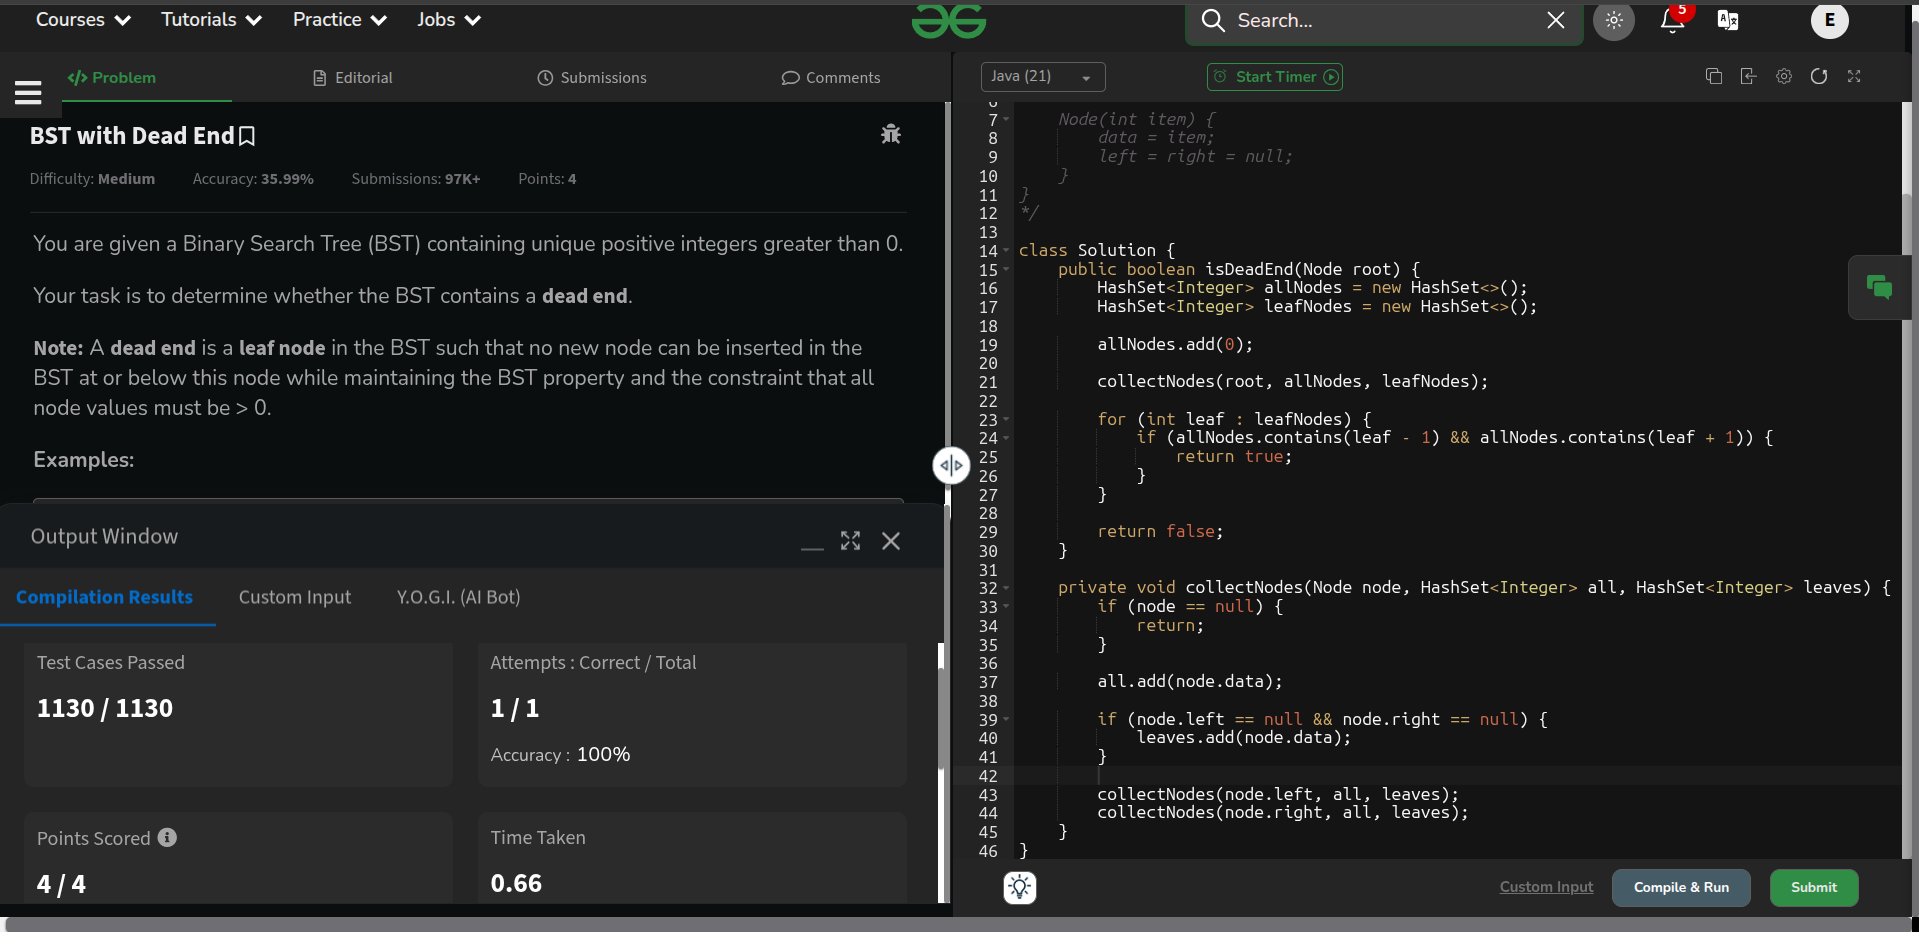 Courses Tutorials Practice Jobs
Search...
5
E
</> Problem
Editorial
Submissions
Comments
BST with Dead End
Difficulty: Medium Accuracy: 35.99% Submissions: 97K+ Points: 4
You are given a Binary Search Tree (BST) containing unique positive integers greater than 0.
Your task is to determine whether the BST contains a dead end.
Note: A dead end is a leaf node in the BST such that no new node can be inserted in the
BST at or below this node while maintaining the BST property and the constraint that all
node values must be > 0.
Examples:
Output Window
Compilation Results Custom Input Y.O.G.I. (AI Bot)
Test Cases Passed
1130 / 1130
Attempts : Correct / Total
1 / 1
Accuracy : 100%
Points Scored
4 / 4
Time Taken
0.66
Java (21)
Start Timer
6
7     Node(int item) {
8         data = item;
9         left = right = null;
10     }
11 }
12 */
13
14 class Solution {
15     public boolean isDeadEnd(Node root) {
16         HashSet<Integer> allNodes = new HashSet<>();
17         HashSet<Integer> leafNodes = new HashSet<>();
18
19         allNodes.add(0);
20
21         collectNodes(root, allNodes, leafNodes);
22
23         for (int leaf : leafNodes) {
24             if (allNodes.contains(leaf - 1) && allNodes.contains(leaf + 1)) {
25                 return true;
26             }
27         }
28
29         return false;
30     }
31
32     private void collectNodes(Node node, HashSet<Integer> all, HashSet<Integer> leaves) {
33         if (node == null) {
34             return;
35         }
36
37         all.add(node.data);
38
39         if (node.left == null && node.right == null) {
40             leaves.add(node.data);
41         }
42
43         collectNodes(node.left, all, leaves);
44         collectNodes(node.right, all, leaves);
45     }
46 }
Custom Input
Compile & Run
Submit